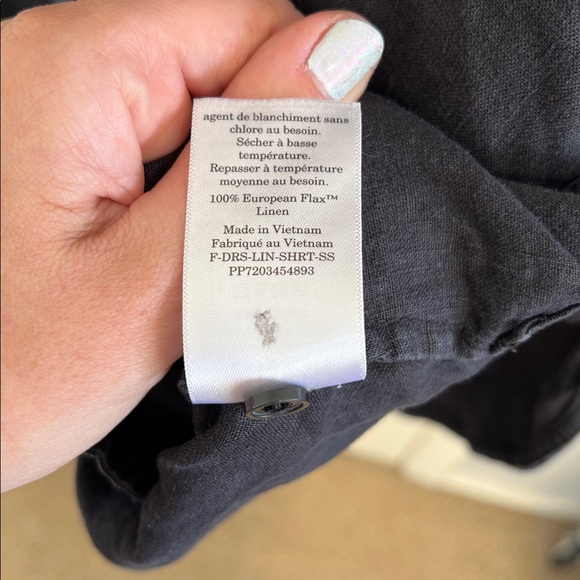 agent de blanchiment sans
chlore au besoin.
Sécher à basse
température.
Repasser à température
moyenne au besoin.
100% European Flax™
Linen
Made in Vietnam
Fabriqué au Vietnam
F-DRS-LIN-SHRT-SS
PP7203454893